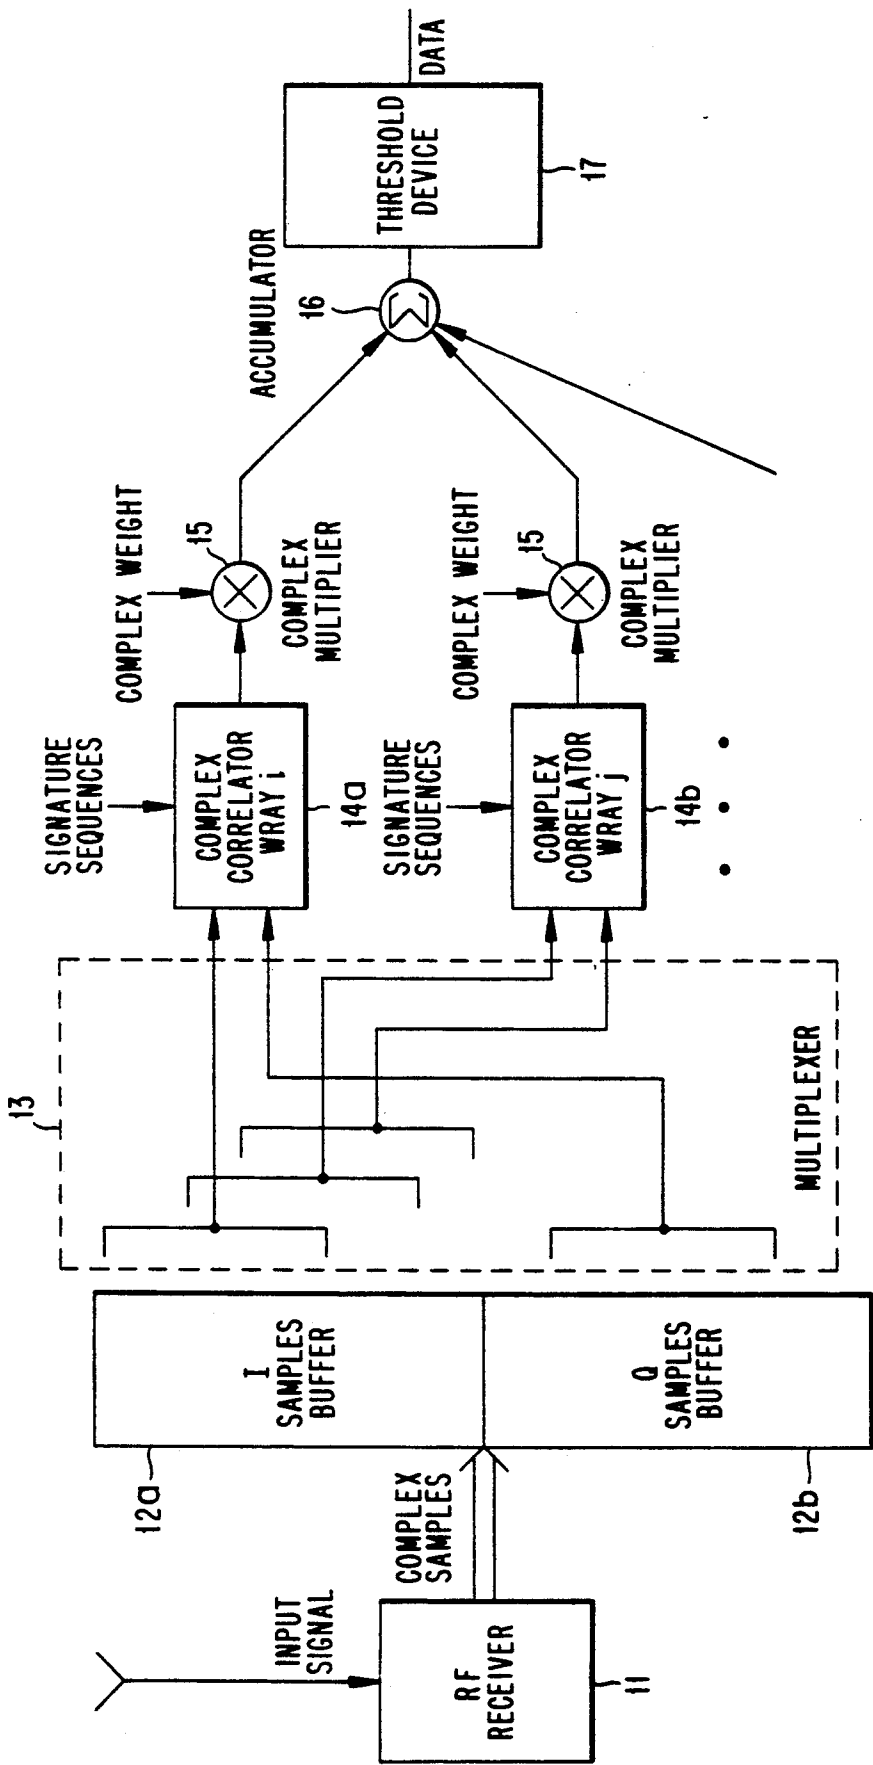 INPUT
SIGNAL
RF
RECEIVER
11
COMPLEX
SAMPLES
12a
I
SAMPLES
BUFFER
12b
Q
SAMPLES
BUFFER
13
MULTIPLEXER
SIGNATURE
SEQUENCES
COMPLEX
CORRELATOR
WRAY i
14a
SIGNATURE
SEQUENCES
COMPLEX
CORRELATOR
WRAY j
14b
COMPLEX WEIGHT
15
COMPLEX
MULTIPLIER
COMPLEX WEIGHT
15
COMPLEX
MULTIPLIER
ACCUMULATOR
16
Σ
THRESHOLD
DEVICE
17
DATA